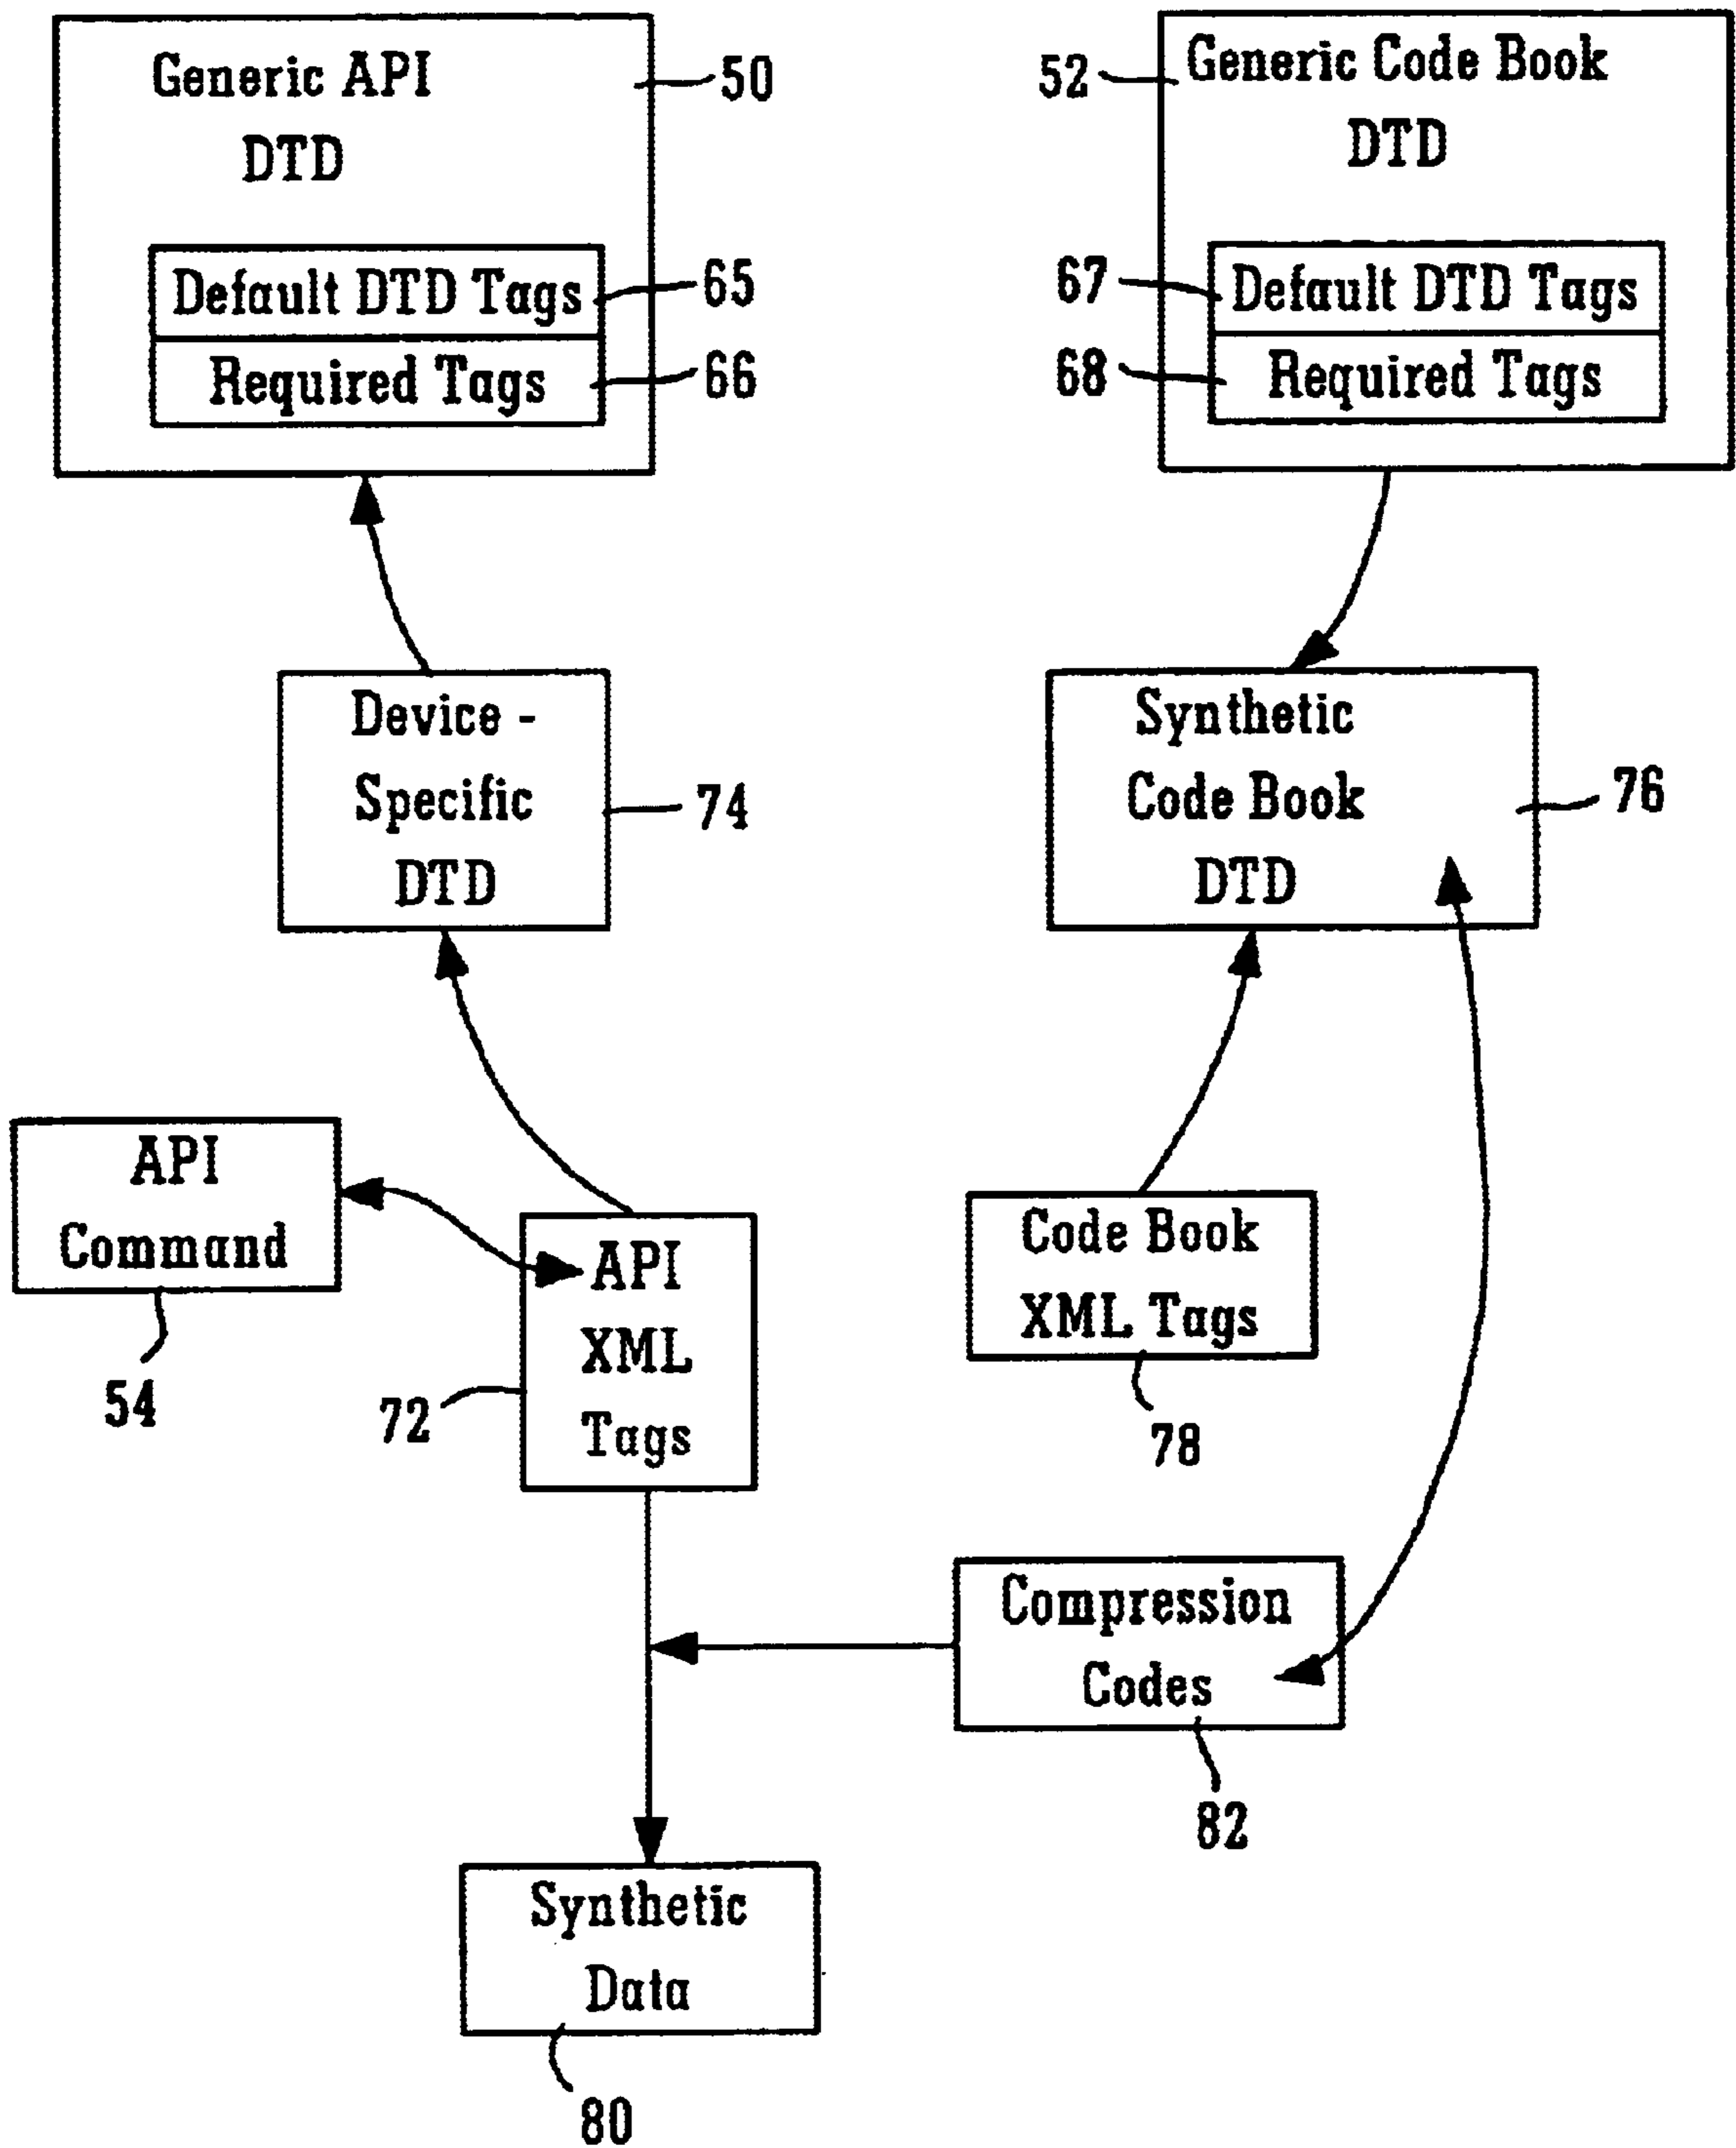 Generic API
DTD
50
Default DTD Tags
65
Required Tags
66
52
Generic Code Book
DTD
67
Default DTD Tags
68
Required Tags
Device -
Specific
DTD
74
Synthetic
Code Book
DTD
76
API
Command
54
API
XML
Tags
72
Code Book
XML Tags
78
Compression
Codes
82
Synthetic
Data
80